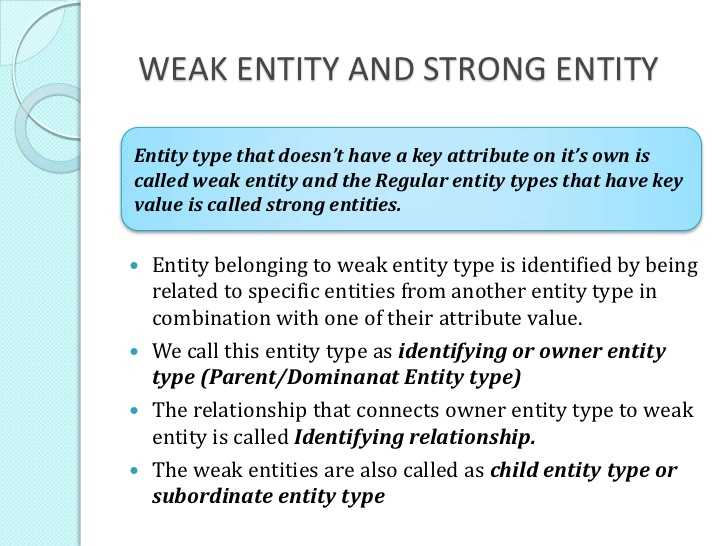 WEAK ENTITY AND STRONG ENTITY
Entity type that doesn’t have a key attribute on it’s own is
called weak entity and the Regular entity types that have key
value is called strong entities.
• Entity belonging to weak entity type is identified by being
related to specific entities from another entity type in
combination with one of their attribute value.
• We call this entity type as identifying or owner entity
type (Parent/Dominanat Entity type)
• The relationship that connects owner entity type to weak
entity is called Identifying relationship.
• The weak entities are also called as child entity type or
subordinate entity type